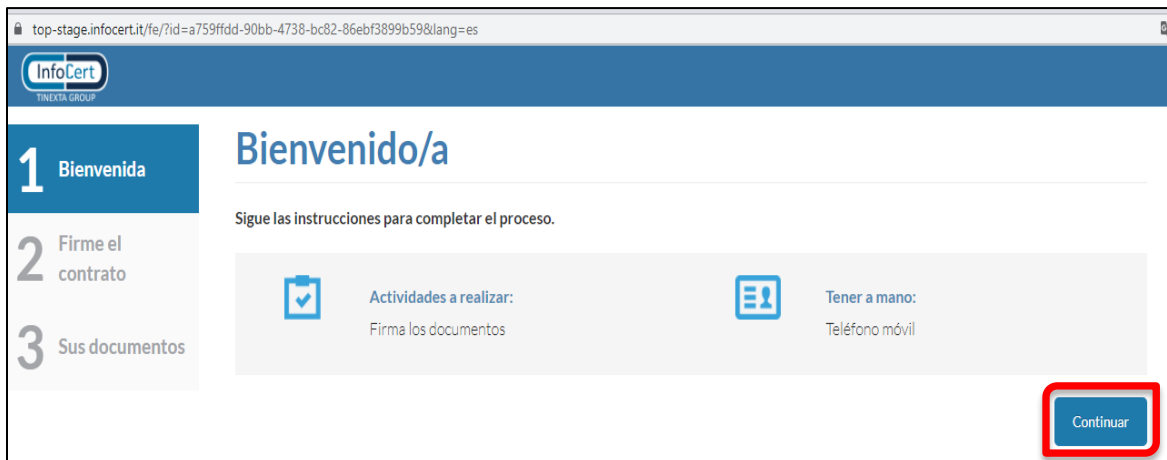 top-stage.infocert.it/fe/?id=a759ffdd-90bb-4738-bc82-86ebf3899b59&lang=es
InfoCert
TINEXTA GROUP
1 Bienvenida
2 Firme el
contrato
3 Sus documentos
Bienvenido/a
Sigue las instrucciones para completar el proceso.
Actividades a realizar:
Firma los documentos
Tener a mano:
Teléfono móvil
Continuar